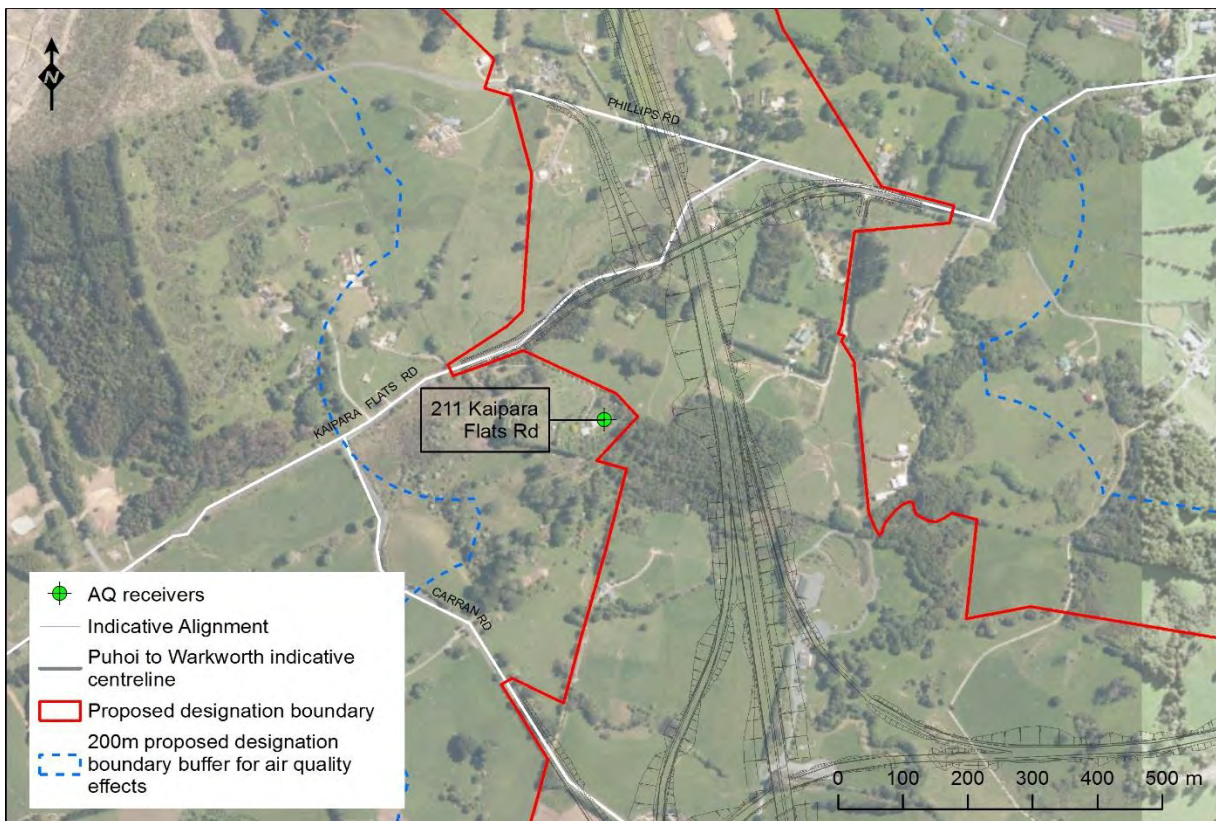 N
PHILLIPS RD
KAIPARA FLATS RD
211 Kaipara
Flats Rd
CARRAN RD
AQ receivers
Indicative Alignment
Puhoi to Warkworth indicative
centreline
Proposed designation boundary
200m proposed designation
boundary buffer for air quality
effects
0 100 200 300 400 500 m